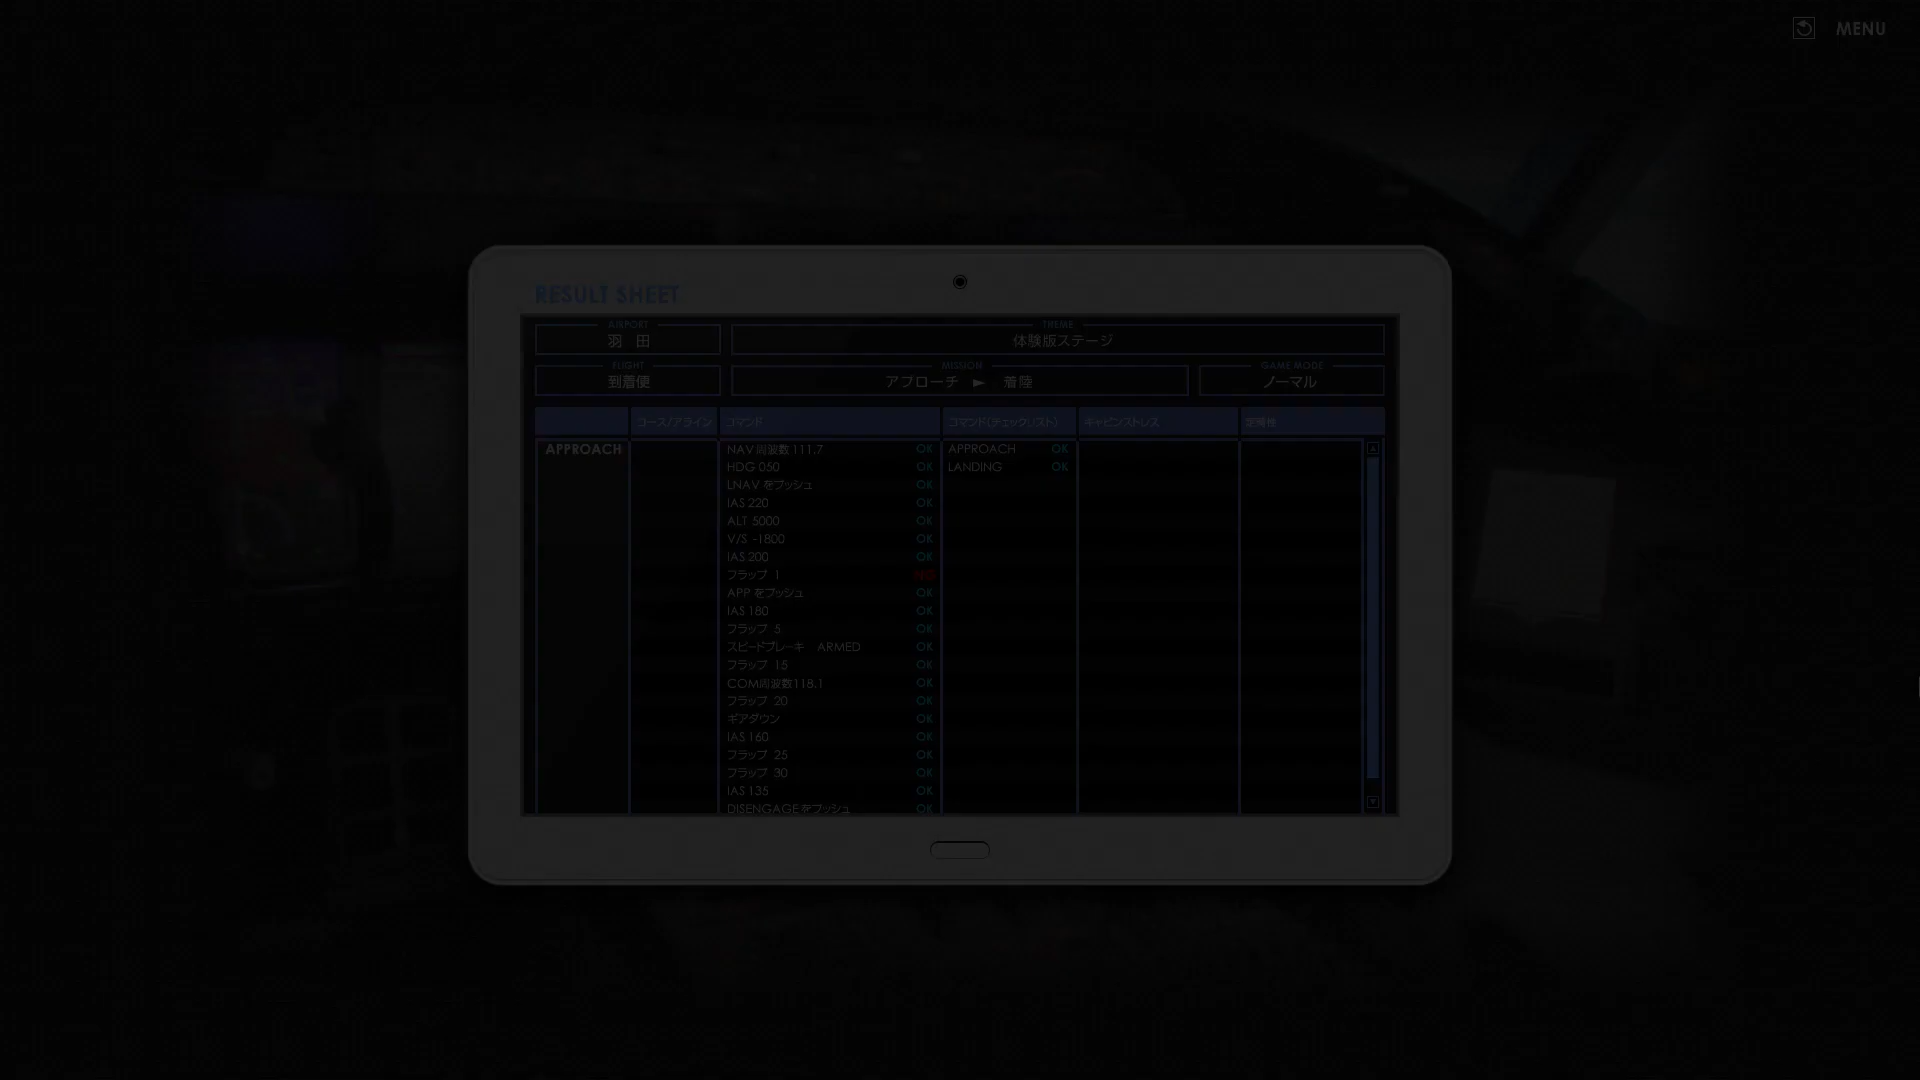 MENU
RESULT SHEET
AIRPORT
羽 田
THEME
体験版ステージ
FLIGHT
到着便
MISSION
アプローチ ► 着陸
GAME MODE
ノーマル
コース/アライン コマンド コマンド(チェックリスト) キャビンストレス 定時性
APPROACH NAV 周波数 111.7 OK APPROACH OK
HDG 050 OK LANDING OK
LNAV をプッシュ OK
IAS 220 OK
ALT 5000 OK
V/S -1800 OK
IAS 200 OK
フラップ 1 NG
APP をプッシュ OK
IAS 180 OK
フラップ 5 OK
スピードブレーキ ARMED OK
フラップ 15 OK
COM周波数118.1 OK
フラップ 20 OK
ギアダウン OK
IAS 160 OK
フラップ 25 OK
フラップ 30 OK
IAS 135 OK
DISENGAGE をプッシュ OK